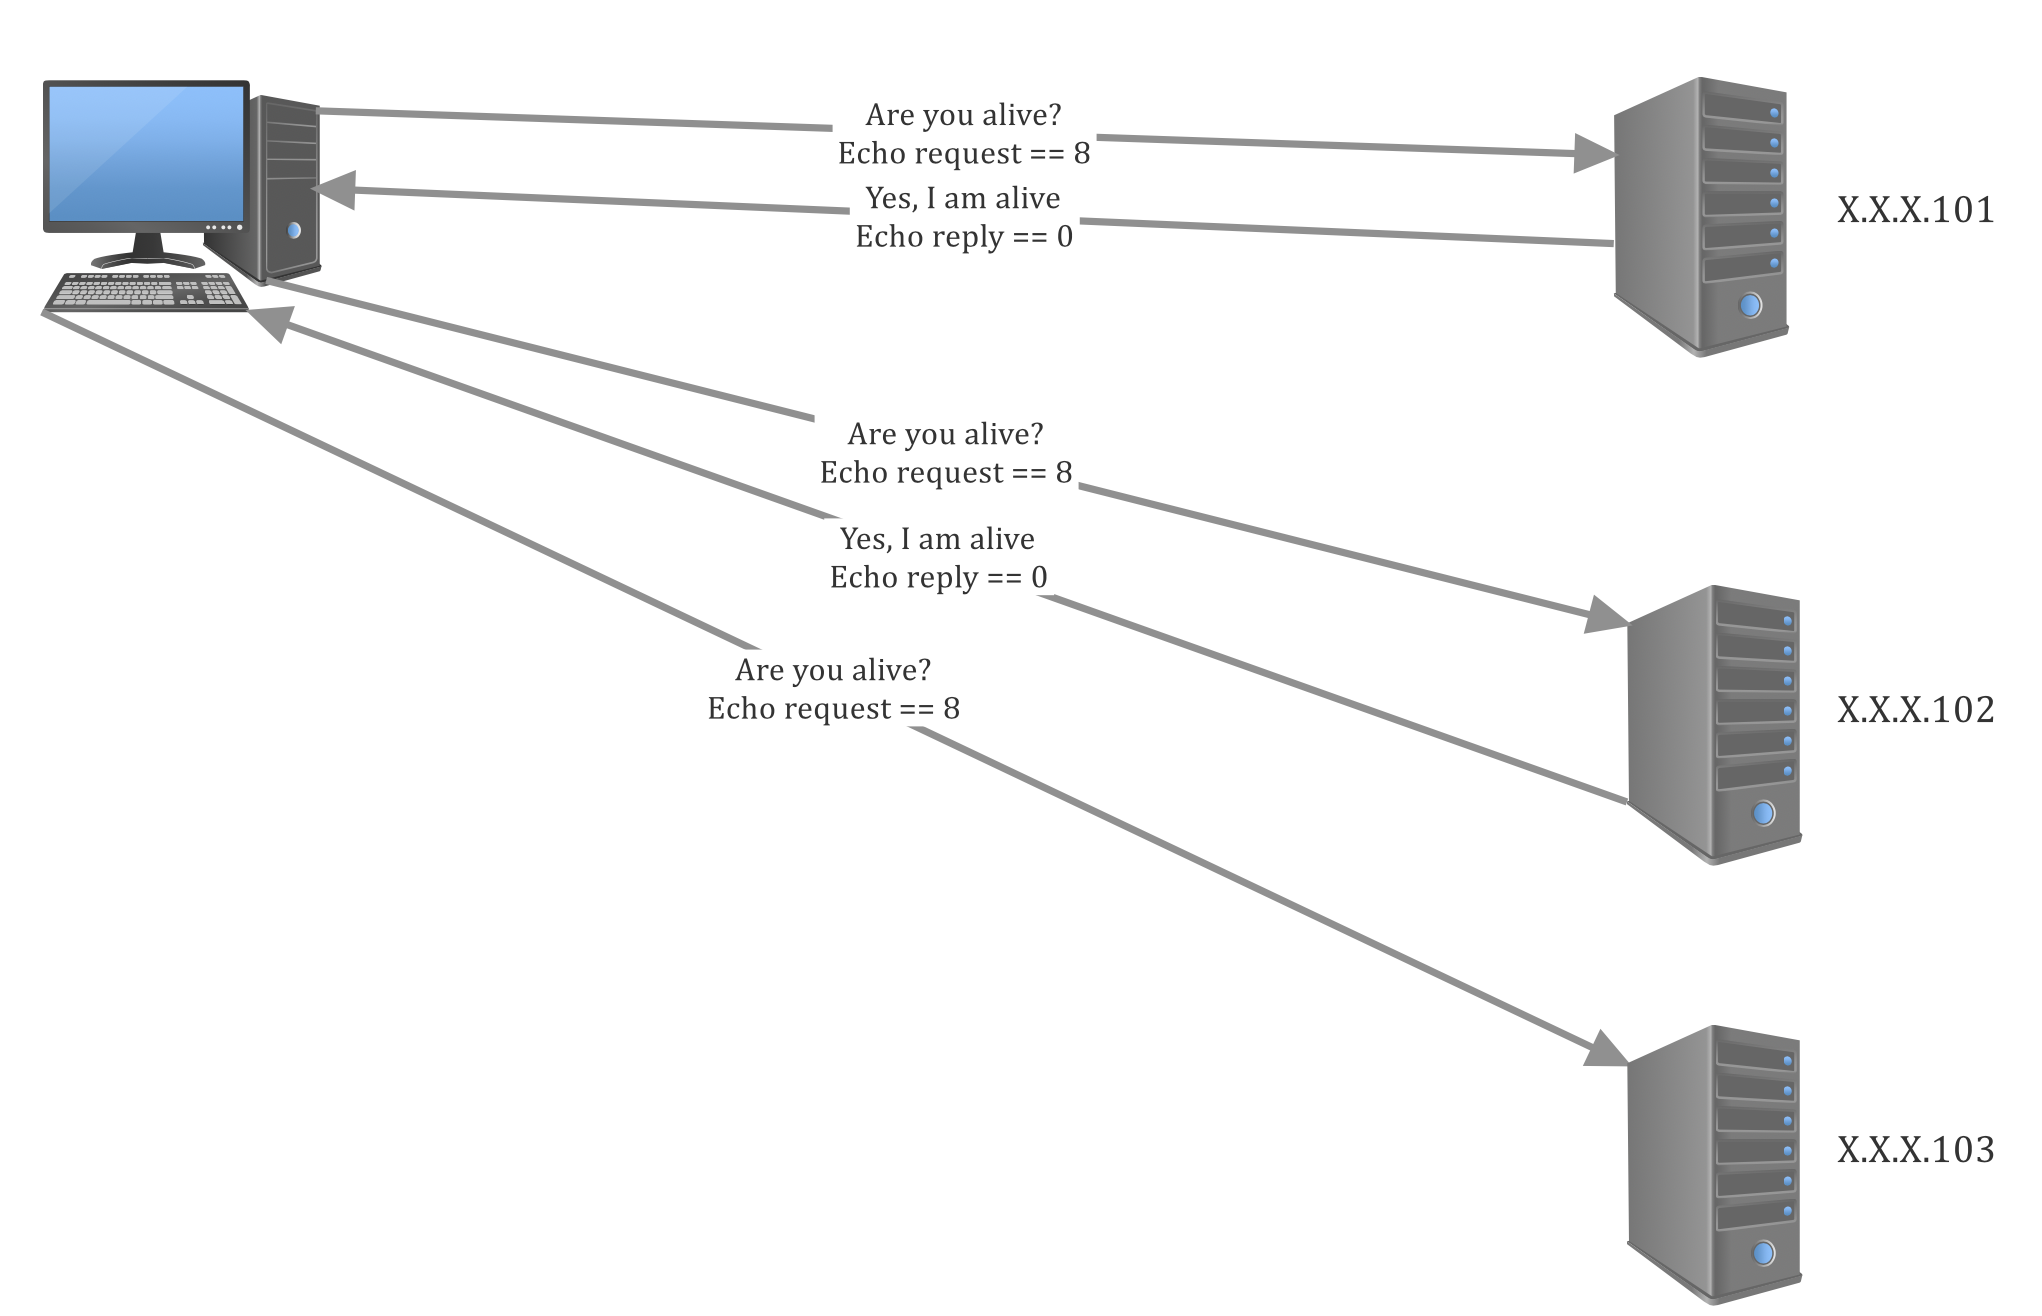 Are you alive?
Echo request == 8
Yes, I am alive
Echo reply == 0
X.X.X.101
Are you alive?
Echo request == 8
Yes, I am alive
Echo reply == 0
Are you alive?
Echo request == 8
X.X.X.102
X.X.X.103